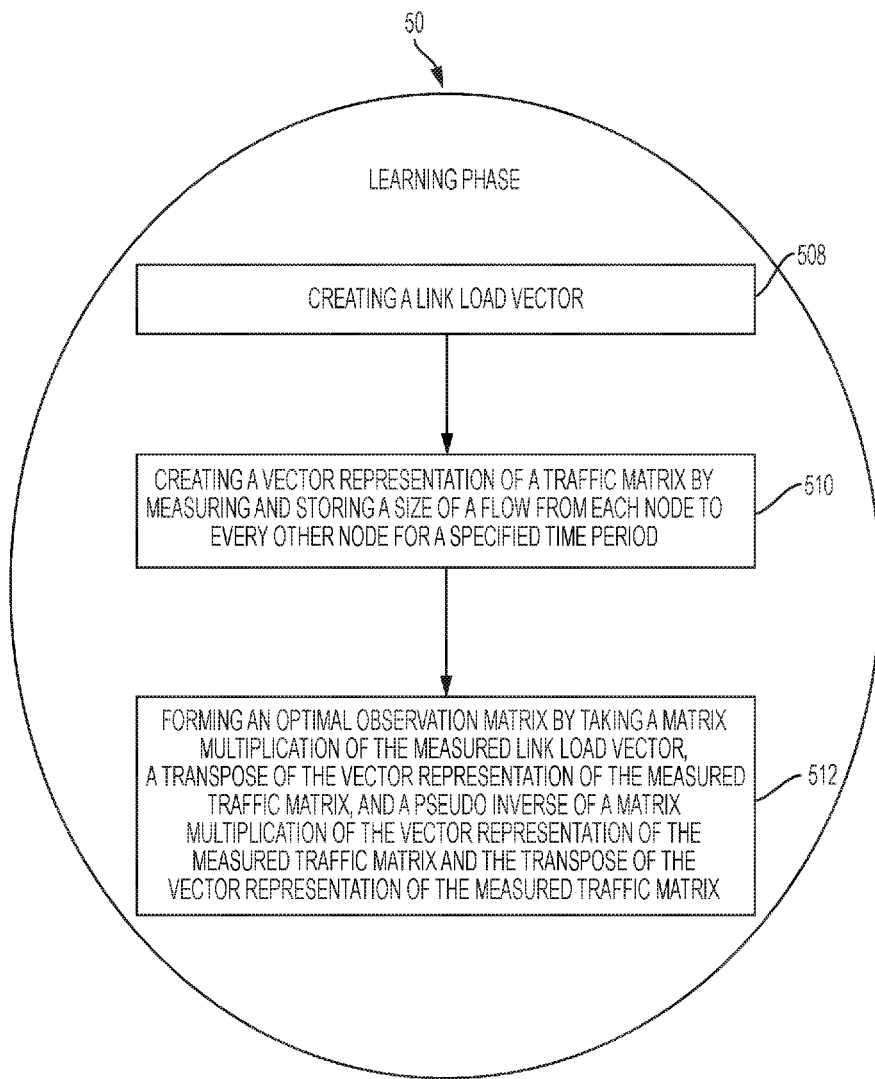 50
LEARNING PHASE
508
CREATING A LINK LOAD VECTOR
CREATING A VECTOR REPRESENTATION OF A TRAFFIC MATRIX BY
MEASURING AND STORING A SIZE OF A FLOW FROM EACH NODE TO
EVERY OTHER NODE FOR A SPECIFIED TIME PERIOD
510
FORMING AN OPTIMAL OBSERVATION MATRIX BY TAKING A MATRIX
MULTIPLICATION OF THE MEASURED LINK LOAD VECTOR,
A TRANSPOSE OF THE VECTOR REPRESENTATION OF THE MEASURED
TRAFFIC MATRIX, AND A PSEUDO INVERSE OF A MATRIX
MULTIPLICATION OF THE VECTOR REPRESENTATION OF THE
MEASURED TRAFFIC MATRIX AND THE TRANSPOSE OF THE
VECTOR REPRESENTATION OF THE MEASURED TRAFFIC MATRIX
512